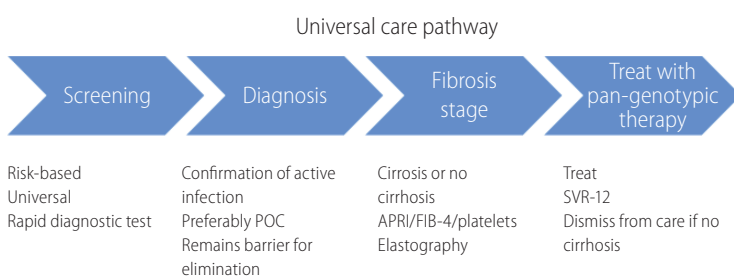 Universal care pathway
Screening
Diagnosis
Fibrosis
stage
Treat with
pan-genotypic
therapy
Risk-based
Universal
Rapid diagnostic test
Confirmation of active
infection
Preferably POC
Remains barrier for
elimination
Cirrosis or no
cirrhosis
APRI/FIB-4/platelets
Elastography
Treat
SVR-12
Dismiss from care if no
cirrhosis